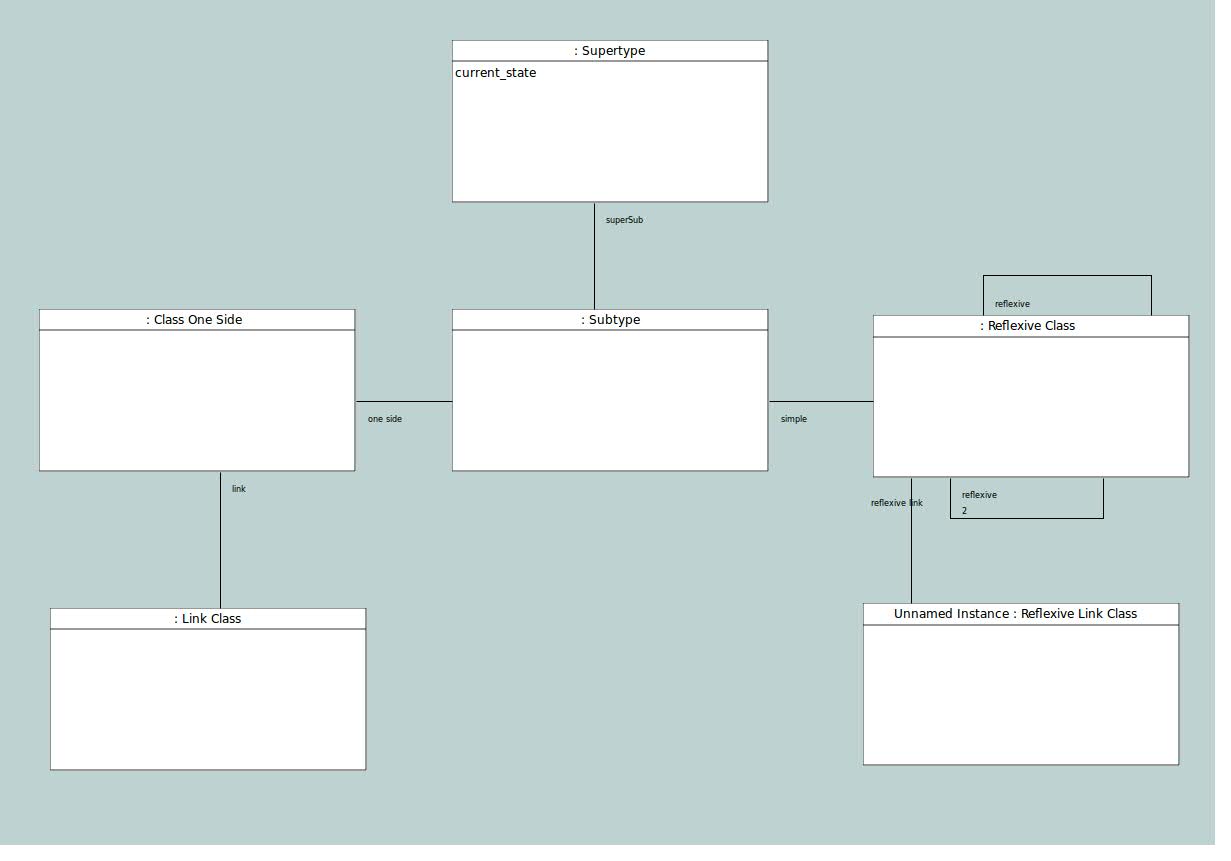 : Supertype
current_state
superSub
reflexive
: Class One Side
: Subtype
: Reflexive Class
one side
simple
link
reflexive
2
reflexive link
: Link Class
Unnamed Instance : Reflexive Link Class